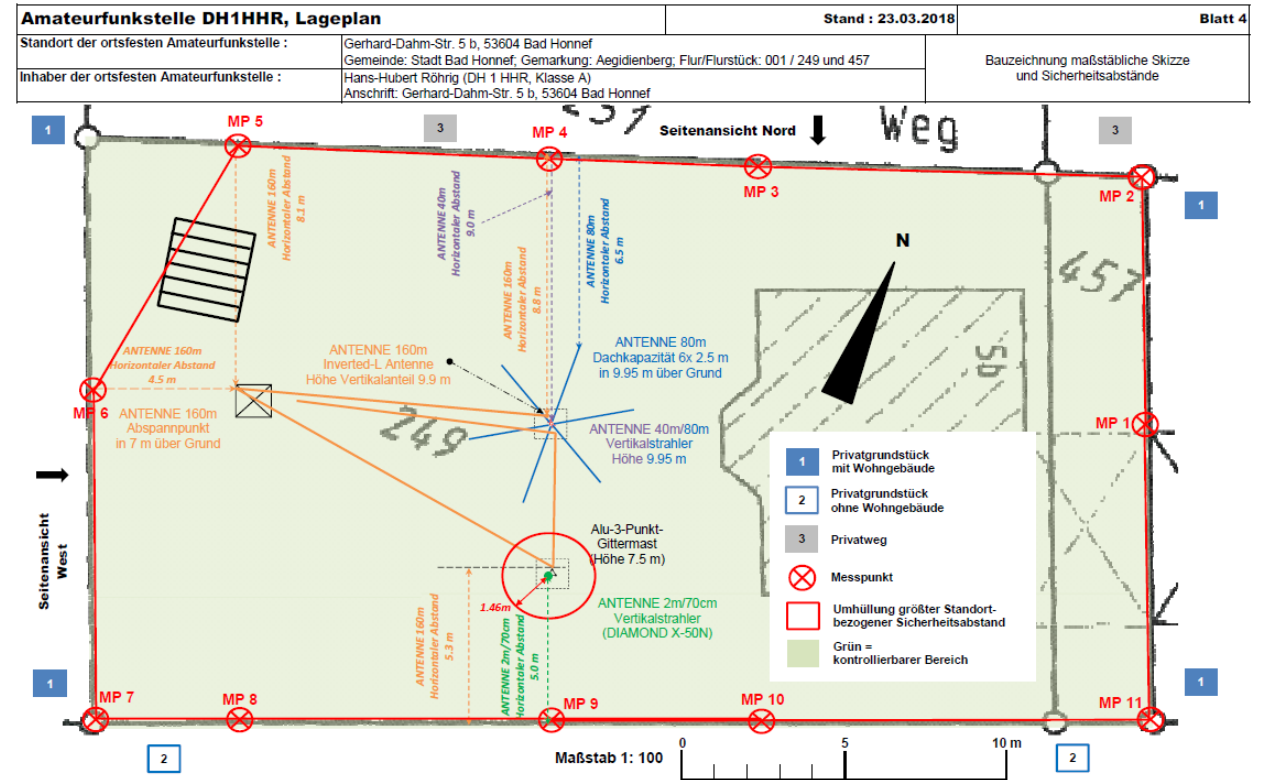 Amateurfunkstelle DH1HHR, Lageplan
Stand : 23.03.2018
Blatt 4
Standort der ortsfesten Amateurfunkstelle :
Gerhard-Dahm-Str. 5 b, 53604 Bad Honnef
Gemeinde: Stadt Bad Honnef; Gemarkung: Aegidienberg; Flur/Flurstück: 001 / 249 und 457
Bauzeichnung maßstäbliche Skizze
und Sicherheitsabstände
Inhaber der ortsfesten Amateurfunkstelle :
Hans-Hubert Röhrig (DH 1 HHR, Klasse A)
Anschrift: Gerhard-Dahm-Str. 5 b, 53604 Bad Honnef
1
MP 5
3
MP 4
Seitenansicht Nord
Weg
3
MP 3
MP 2
1
ANTENNE 160m
Horizontaler Abstand
8.1 m
ANTENNE 40m
Horizontaler Abstand
9.0 m
ANTENNE 80m
Horizontaler Abstand
6.5 m
ANTENNE 160m
Horizontaler Abstand
8.8 m
N
457
5b
ANTENNE 160m
Horizontaler Abstand
4.5 m
ANTENNE 160m
Inverted-L Antenne
Höhe Vertikalanteil 9.9 m
ANTENNE 80m
Dachkapazität 6x 2.5 m
in 9.95 m über Grund
MP 6
ANTENNE 160m
Abspannpunkt
in 7 m über Grund
249
ANTENNE 40m/80m
Vertikalstrahler
Höhe 9.95 m
MP 1
Seitenansicht
West
Alu-3-Punkt-
Gittermast
(Höhe 7.5 m)
1.46m
ANTENNE 2m/70cm
Vertikalstrahler
(DIAMOND X-50N)
ANTENNE 160m
Horizontaler Abstand
5.3 m
ANTENNE 2m/70cm
Horizontaler Abstand
5.0 m
1
Privatgrundstück
mit Wohngebäude
2
Privatgrundstück
ohne Wohngebäude
3
Privatweg
Messpunkt
Umhüllung größter Standort-
bezogener Sicherheitsabstand
Grün =
kontrollierbarer Bereich
1
1
MP 7
MP 8
MP 9
MP 10
MP 11
2
Maßstab 1: 100
0
5
10 m
2